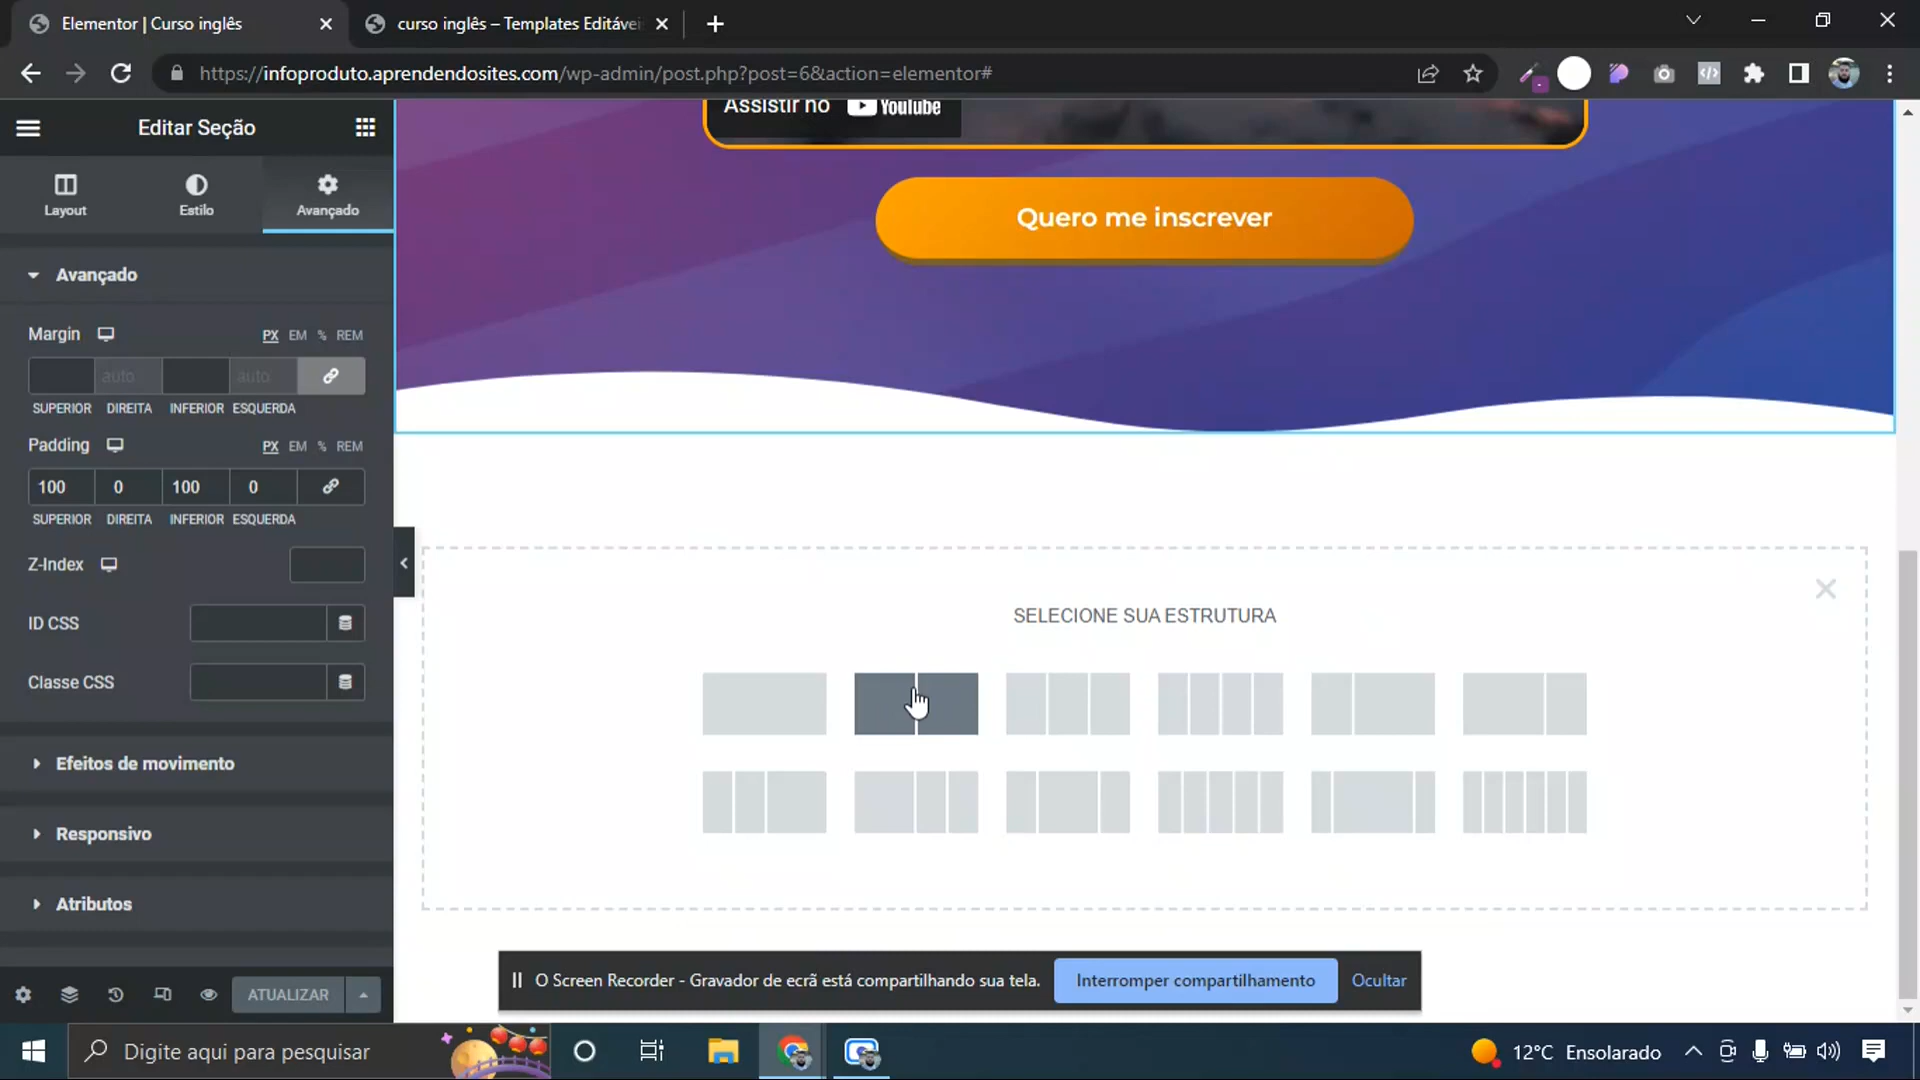 Elementor | Curso inglês
curso inglês – Templates Editávei
https://infoproduto.aprendendosites.com/wp-admin/post.php?post=6&action=elementor#
Editar Seção
Layout
Estilo
Avançado
Avançado
Margin
PX EM % REM
auto
auto
SUPERIOR DIREITA INFERIOR ESQUERDA
Padding
PX EM % REM
100 0 100 0
SUPERIOR DIREITA INFERIOR ESQUERDA
Z-Index
ID CSS
Classe CSS
Efeitos de movimento
Responsivo
Atributos
ATUALIZAR
Assistir no YouTube
Quero me inscrever
SELECIONE SUA ESTRUTURA
O Screen Recorder - Gravador de ecrã está compartilhando sua tela.
Interromper compartilhamento
Ocultar
Digite aqui para pesquisar
12°C Ensolarado